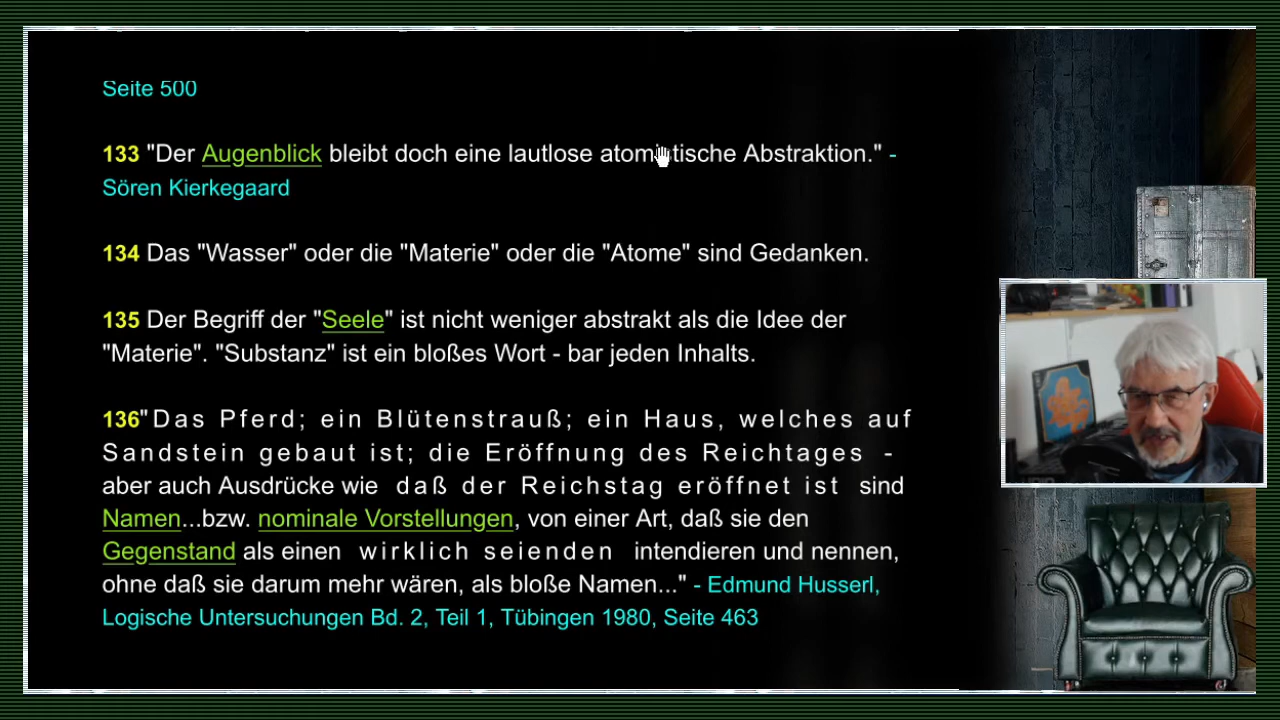 Seite 500
133 "Der Augenblick bleibt doch eine lautlose atomistische Abstraktion." -
Sören Kierkegaard
134 Das "Wasser" oder die "Materie" oder die "Atome" sind Gedanken.
135 Der Begriff der "Seele" ist nicht weniger abstrakt als die Idee der
"Materie". "Substanz" ist ein bloßes Wort - bar jeden Inhalts.
136"Das Pferd; ein Blütenstrauß; ein Haus, welches auf
Sandstein gebaut ist; die Eröffnung des Reichtages -
aber auch Ausdrücke wie daß der Reichstag eröffnet ist sind
Namen...bzw. nominale Vorstellungen, von einer Art, daß sie den
Gegenstand als einen wirklich seienden intendieren und nennen,
ohne daß sie darum mehr wären, als bloße Namen..." - Edmund Husserl,
Logische Untersuchungen Bd. 2, Teil 1, Tübingen 1980, Seite 463